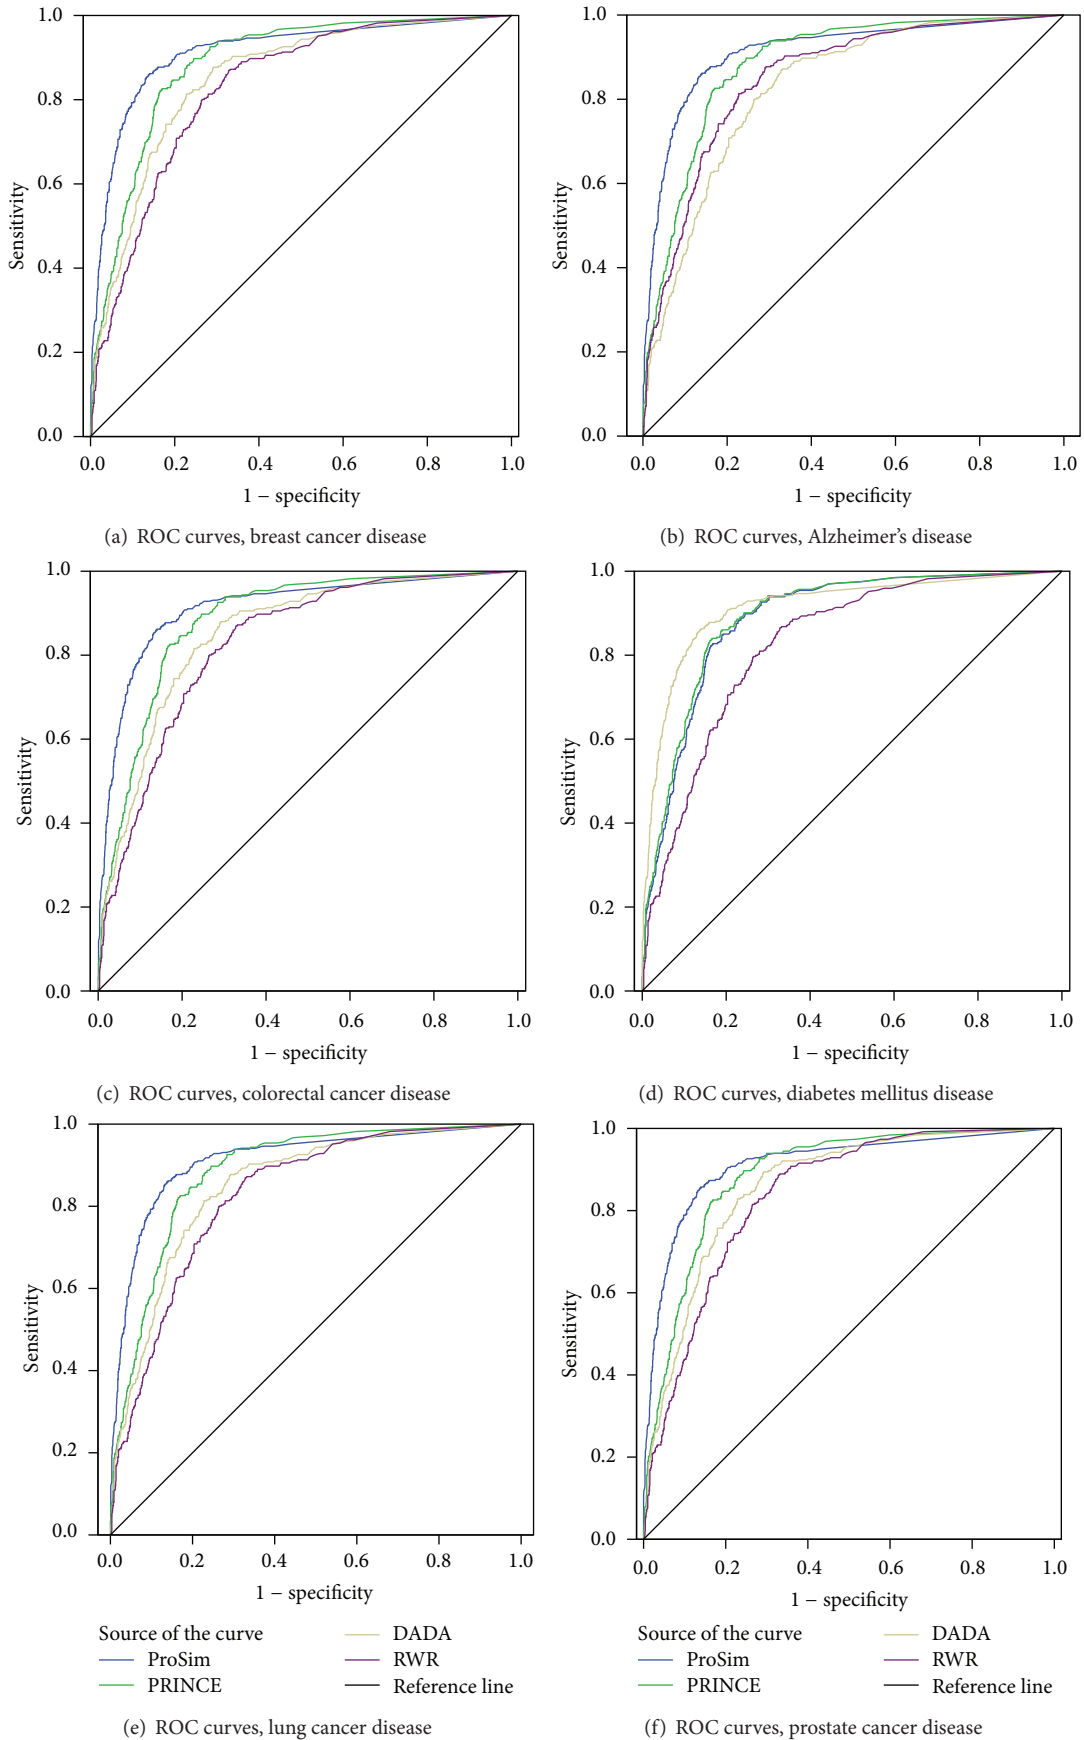 1.0
0.8
0.6
0.4
0.2
0.0
Sensitivity
0.0 0.2 0.4 0.6 0.8 1.0
1 − specificity
(a) ROC curves, breast cancer disease
1.0
0.8
0.6
0.4
0.2
0.0
Sensitivity
0.0 0.2 0.4 0.6 0.8 1.0
1 − specificity
(b) ROC curves, Alzheimer's disease
1.0
0.8
0.6
0.4
0.2
0.0
Sensitivity
0.0 0.2 0.4 0.6 0.8 1.0
1 − specificity
(c) ROC curves, colorectal cancer disease
1.0
0.8
0.6
0.4
0.2
0.0
Sensitivity
0.0 0.2 0.4 0.6 0.8 1.0
1 − specificity
(d) ROC curves, diabetes mellitus disease
1.0
0.8
0.6
0.4
0.2
0.0
Sensitivity
0.0 0.2 0.4 0.6 0.8 1.0
1 − specificity
Source of the curve
ProSim
PRINCE
DADA
RWR
Reference line
(e) ROC curves, lung cancer disease
1.0
0.8
0.6
0.4
0.2
0.0
Sensitivity
0.0 0.2 0.4 0.6 0.8 1.0
1 − specificity
Source of the curve
ProSim
PRINCE
DADA
RWR
Reference line
(f) ROC curves, prostate cancer disease